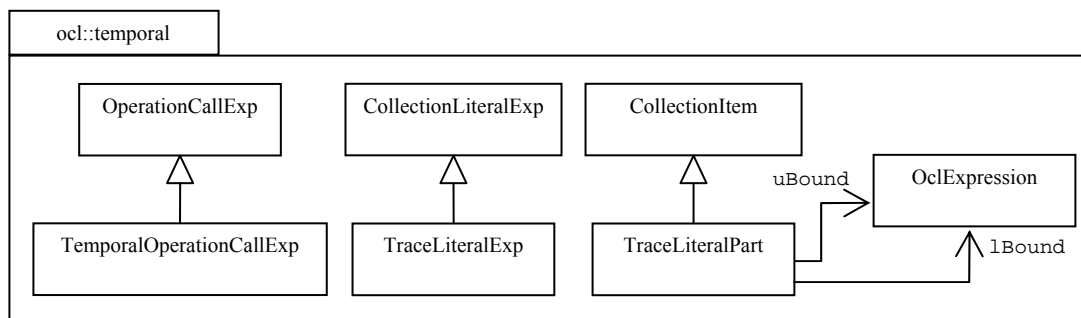 ocl::temporal
OperationCallExp
CollectionLiteralExp
CollectionItem
uBound
OclExpression
TemporalOperationCallExp
TraceLiteralExp
TraceLiteralPart
lBound